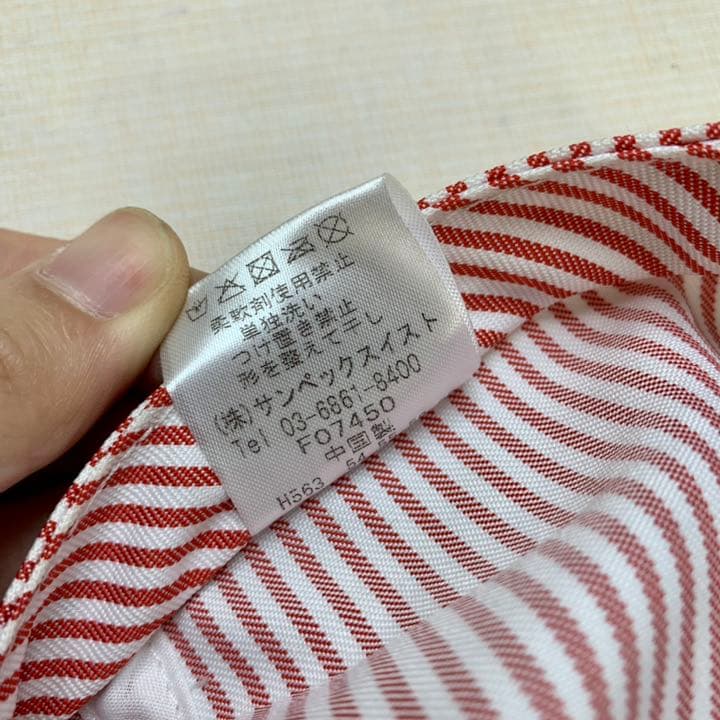 柔軟剤使用禁止
単独洗い
つけ置き禁止
形を整えて干し
(株)サンベックスイスト
Tel 03-6861-8400
F07450
中国製
H563 54